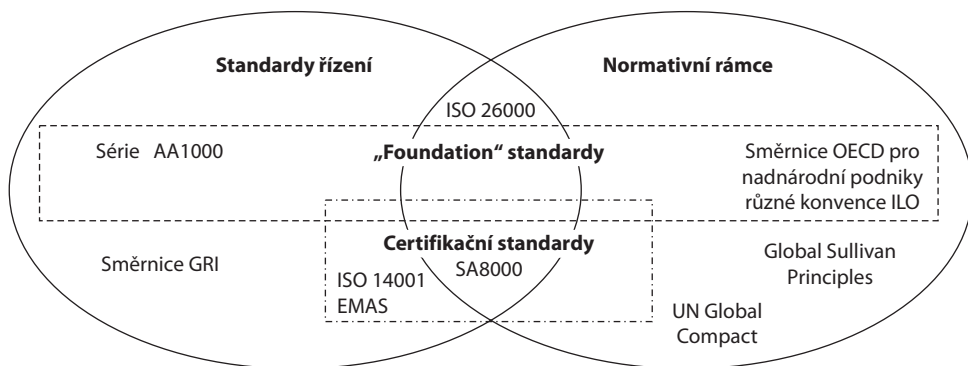 Standardy řízení
Normativní rámce
ISO 26000
Série AA1000
„Foundation“ standardy
Směrnice OECD pro
nadnárodní podniky
různé konvence ILO
Certifikační standardy
SA8000
ISO 14001
EMAS
Směrnice GRI
Global Sullivan
Principles
UN Global
Compact